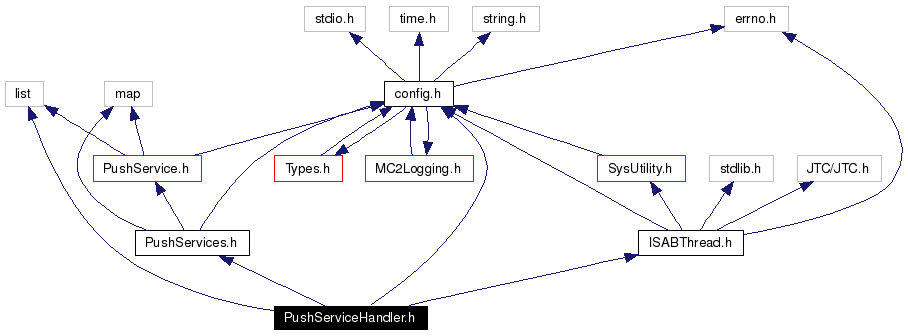 stdio.h
time.h
string.h
errno.h
list
map
config.h
PushService.h
Types.h
MC2Logging.h
SysUtility.h
stdlib.h
JTC/JTC.h
PushServices.h
ISABThread.h
PushServiceHandler.h